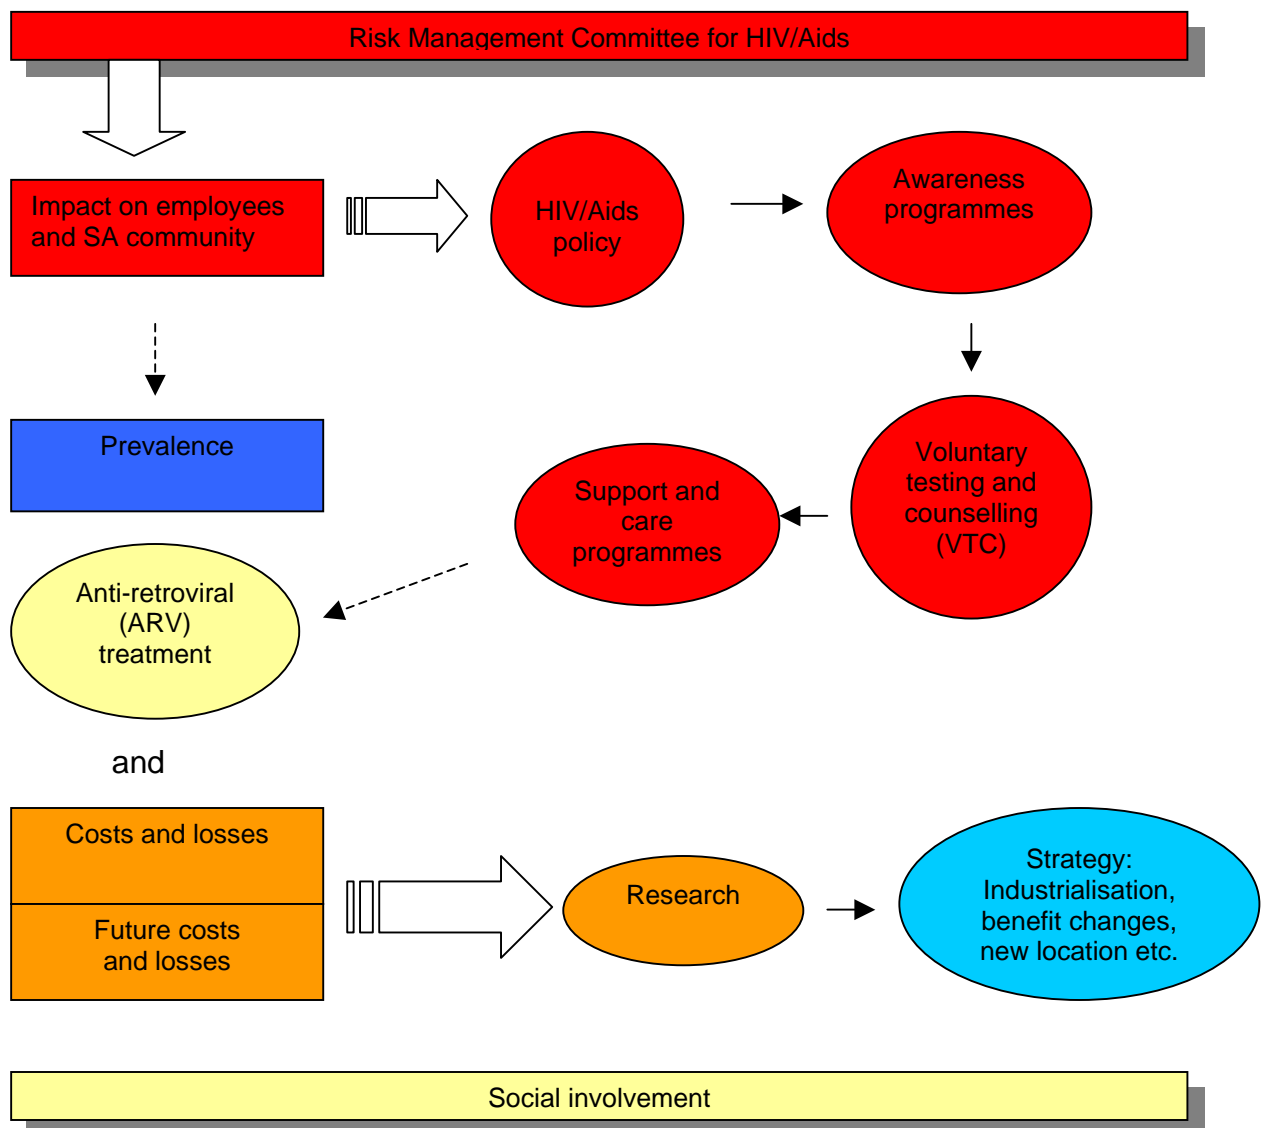 Risk Management Committee for HIV/Aids
Impact on employees
and SA community
HIV/Aids
policy
Awareness
programmes
Prevalence
Support and
care
programmes
Voluntary
testing and
counselling
(VTC)
Anti-retroviral
(ARV)
treatment
and
Costs and losses
Future costs
and losses
Research
Strategy:
Industrialisation,
benefit changes,
new location etc.
Social involvement